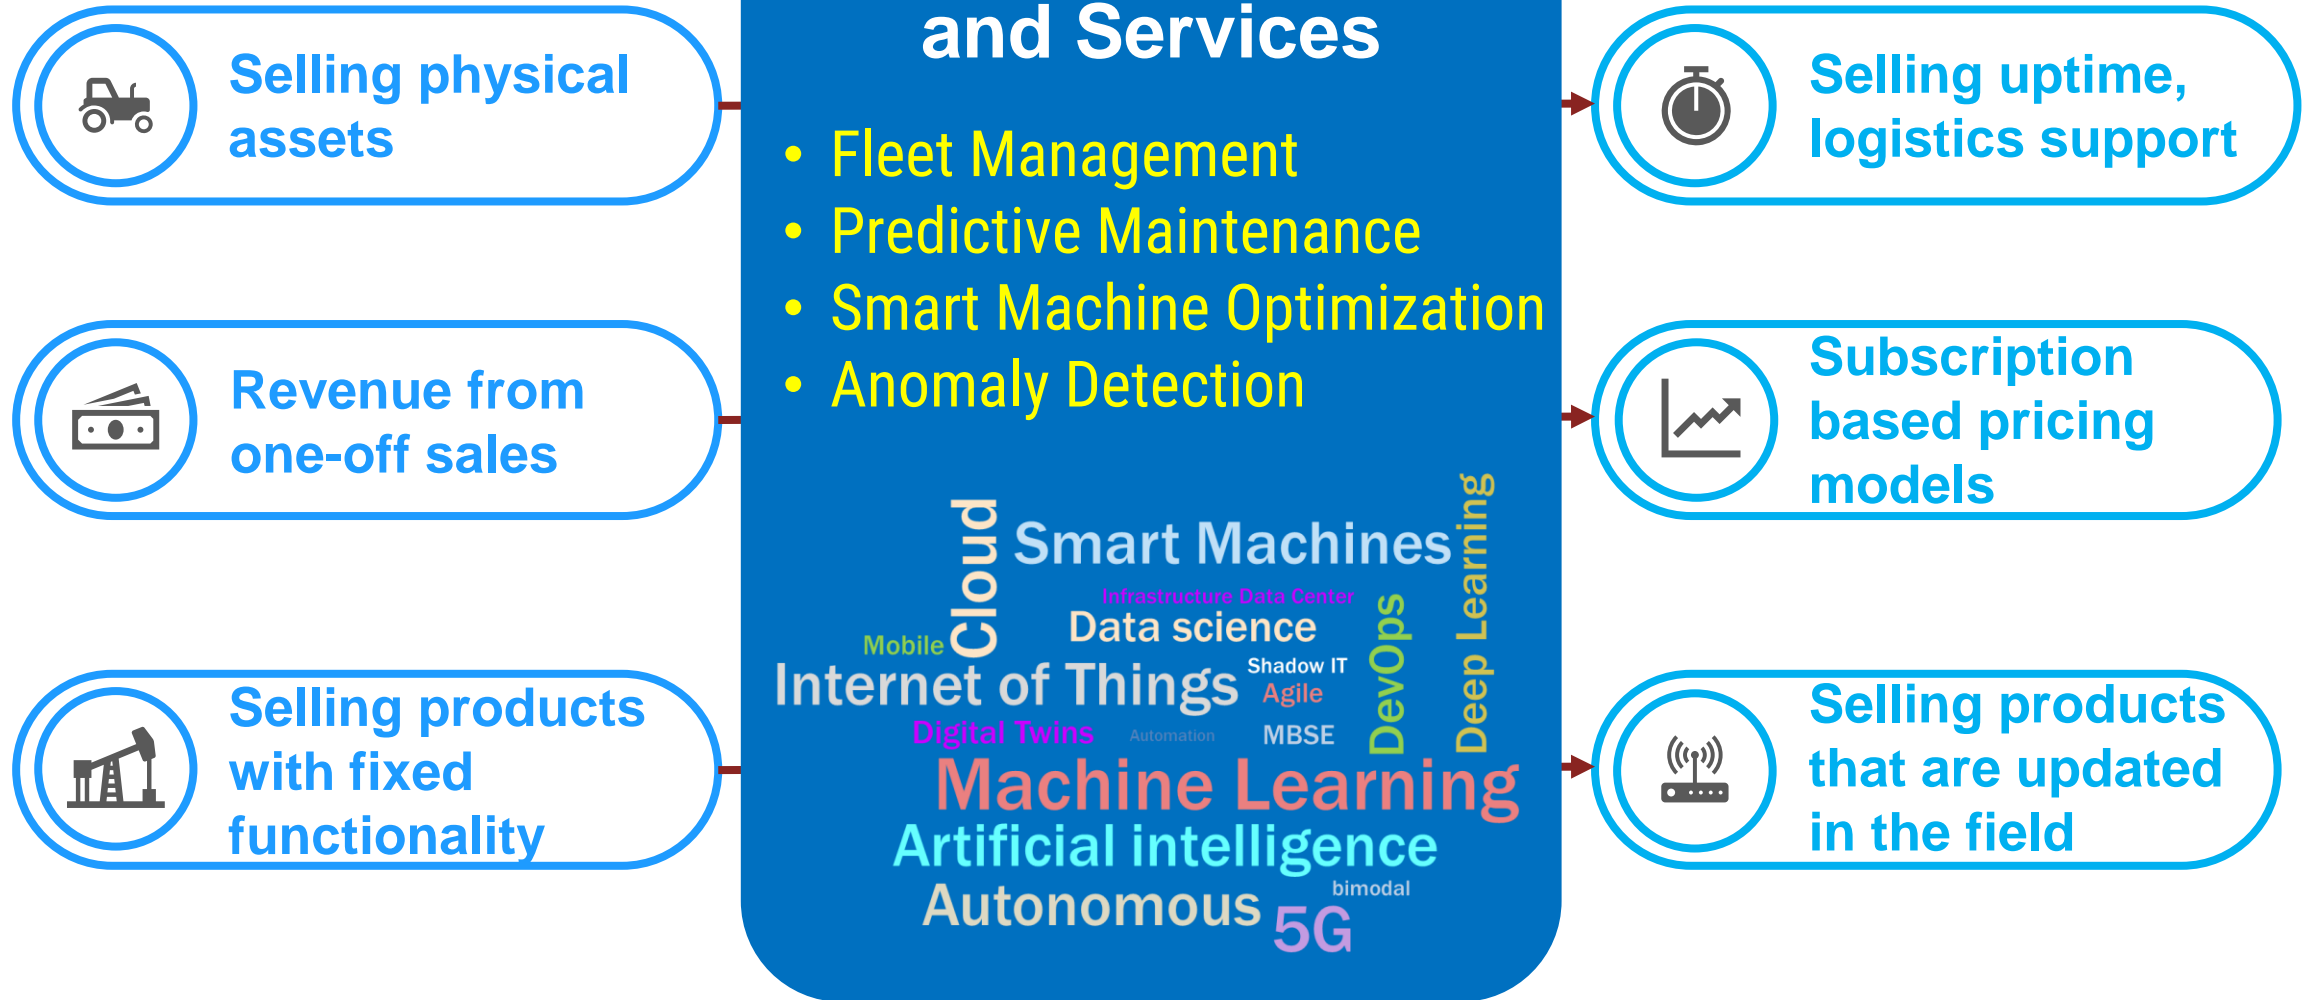 Selling physical
assets
Revenue from
one-off sales
Selling products
with fixed
functionality
and Services
• Fleet Management
• Predictive Maintenance
• Smart Machine Optimization
• Anomaly Detection
Cloud
Smart Machines
Deep Learning
Infrastructure Data Center
Data science
DevOps
Mobile
Internet of Things
Shadow IT
Agile
Digital Twins
Automation
MBSE
Machine Learning
Artificial intelligence
bimodal
Autonomous
5G
Selling uptime,
logistics support
Subscription
based pricing
models
Selling products
that are updated
in the field